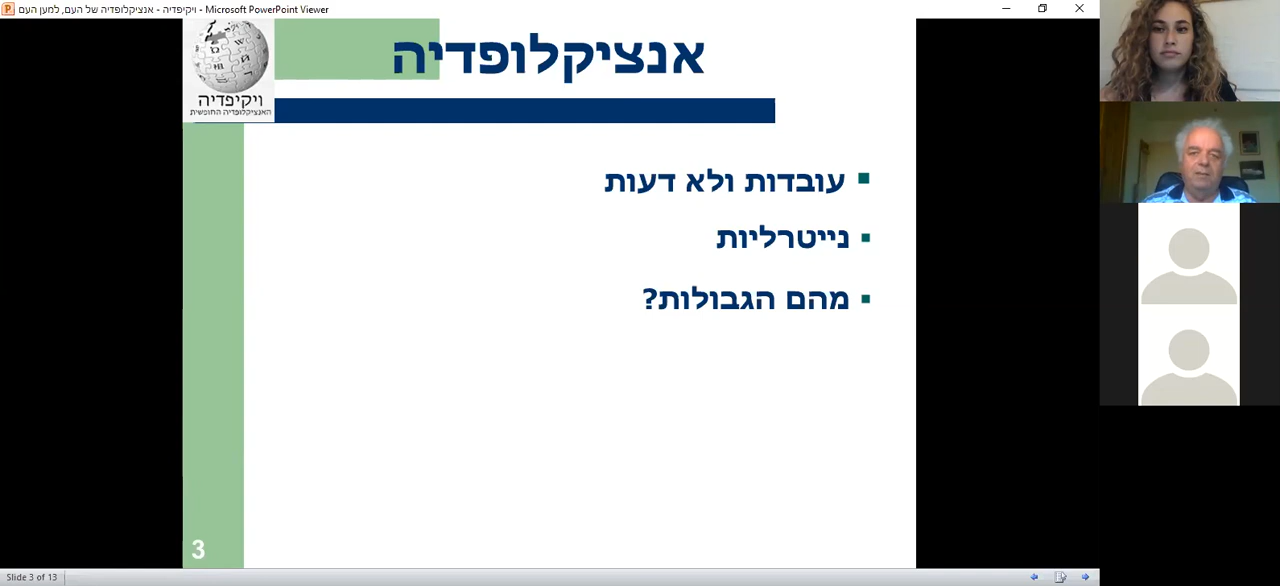 ויקיפדיה - אנציקלופדיה של העם, למען העם - Microsoft PowerPoint Viewer
אנציקלופדיה
ויקיפדיה
האנציקלופדיה החופשית
עובדות ולא דעות
נייטרליות
מהם הגבולות?
3
Slide 3 of 13